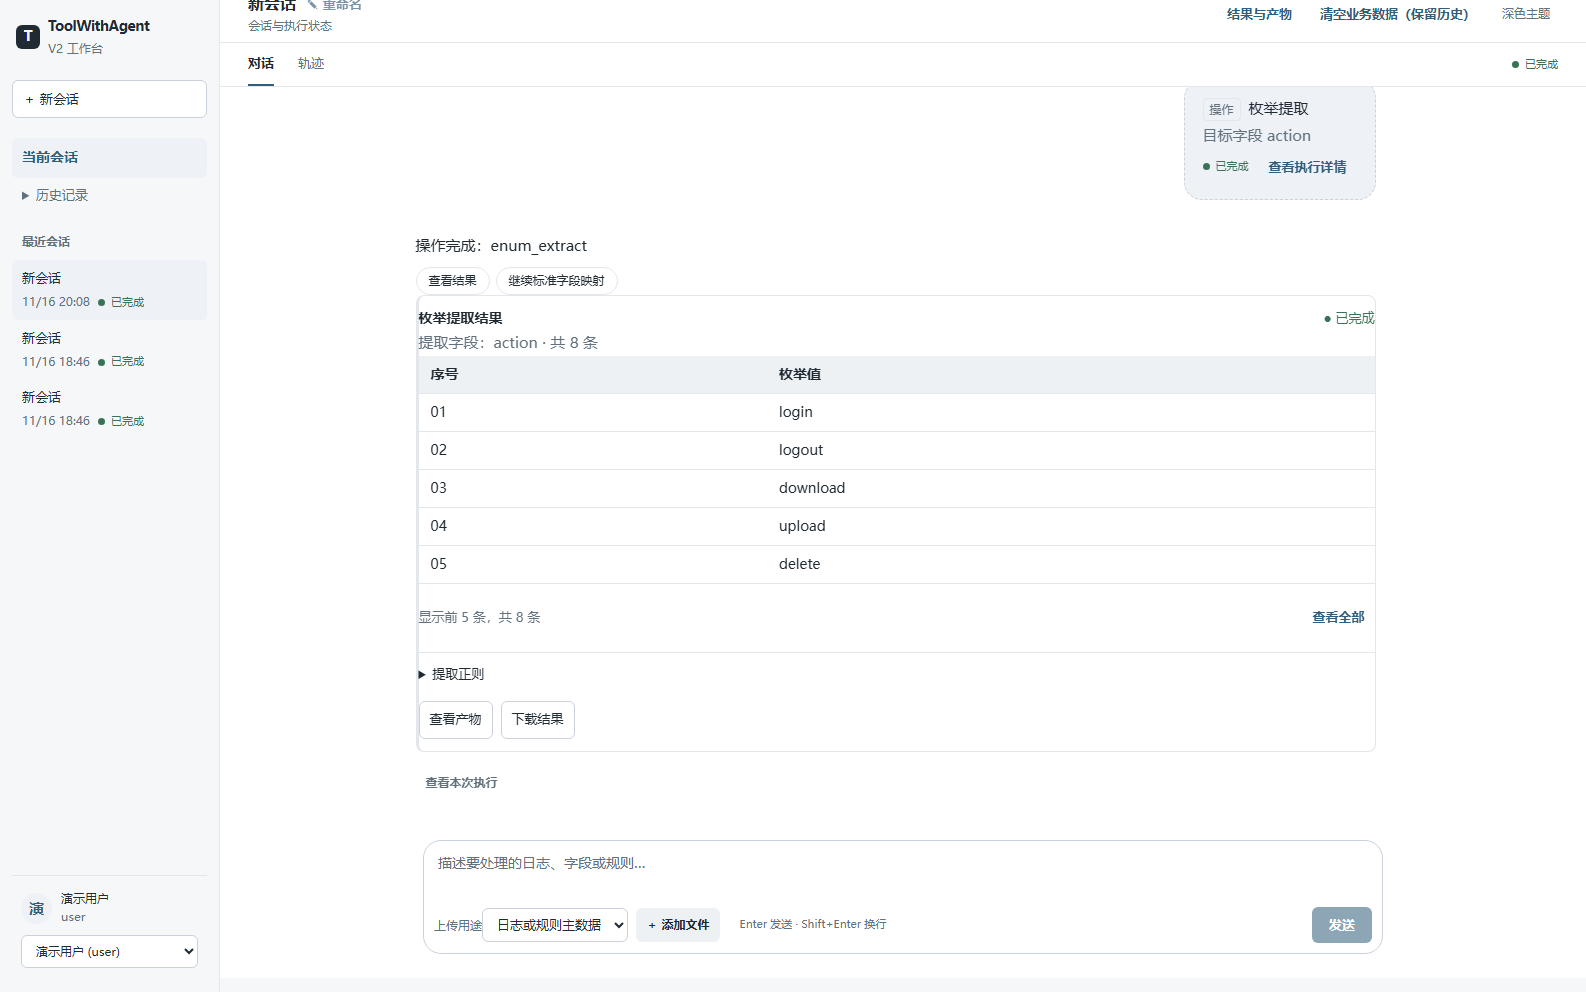 T
ToolWithAgent
V2 工作台
+ 新会话
当前会话
▶ 历史记录
最近会话
新会话
11/16 20:08 ● 已完成
新会话
11/16 18:46 ● 已完成
新会话
11/16 18:46 ● 已完成
演
演示用户
user
演示用户 (user)
新会话 重命名
会话与执行状态
结果与产物 清空业务数据（保留历史） 深色主题
对话 轨迹
● 已完成
操作 枚举提取
目标字段 action
● 已完成 查看执行详情
操作完成：enum_extract
查看结果 继续标准字段映射
枚举提取结果 ● 已完成
提取字段：action · 共 8 条
序号 枚举值
01 login
02 logout
03 download
04 upload
05 delete
显示前 5 条，共 8 条 查看全部
▶ 提取正则
查看产物 下载结果
查看本次执行
描述要处理的日志、字段或规则...
上传用途 日志或规则主数据 + 添加文件 Enter 发送 · Shift+Enter 换行 发送